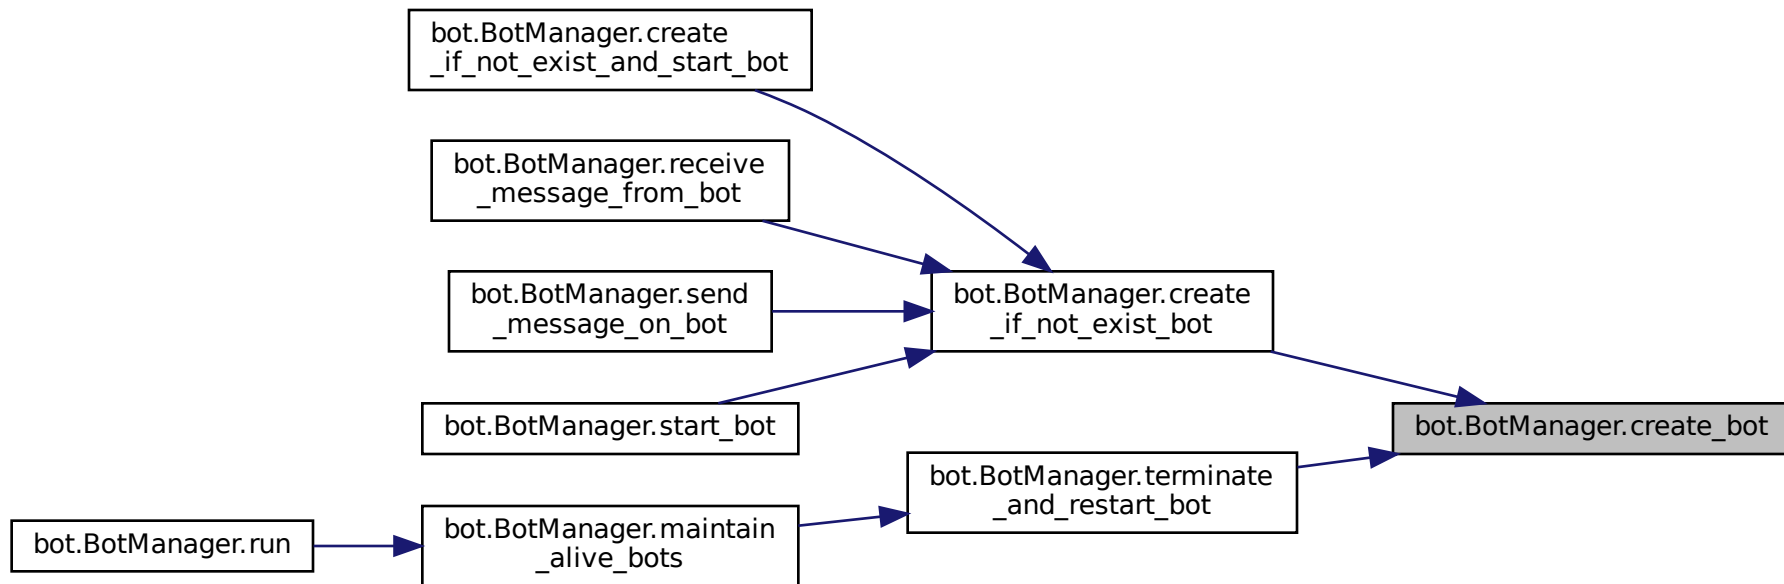 bot.BotManager.create
_if_not_exist_and_start_bot
bot.BotManager.receive
_message_from_bot
bot.BotManager.send
_message_on_bot
bot.BotManager.create
_if_not_exist_bot
bot.BotManager.start_bot
bot.BotManager.create_bot
bot.BotManager.terminate
_and_restart_bot
bot.BotManager.maintain
_alive_bots
bot.BotManager.run